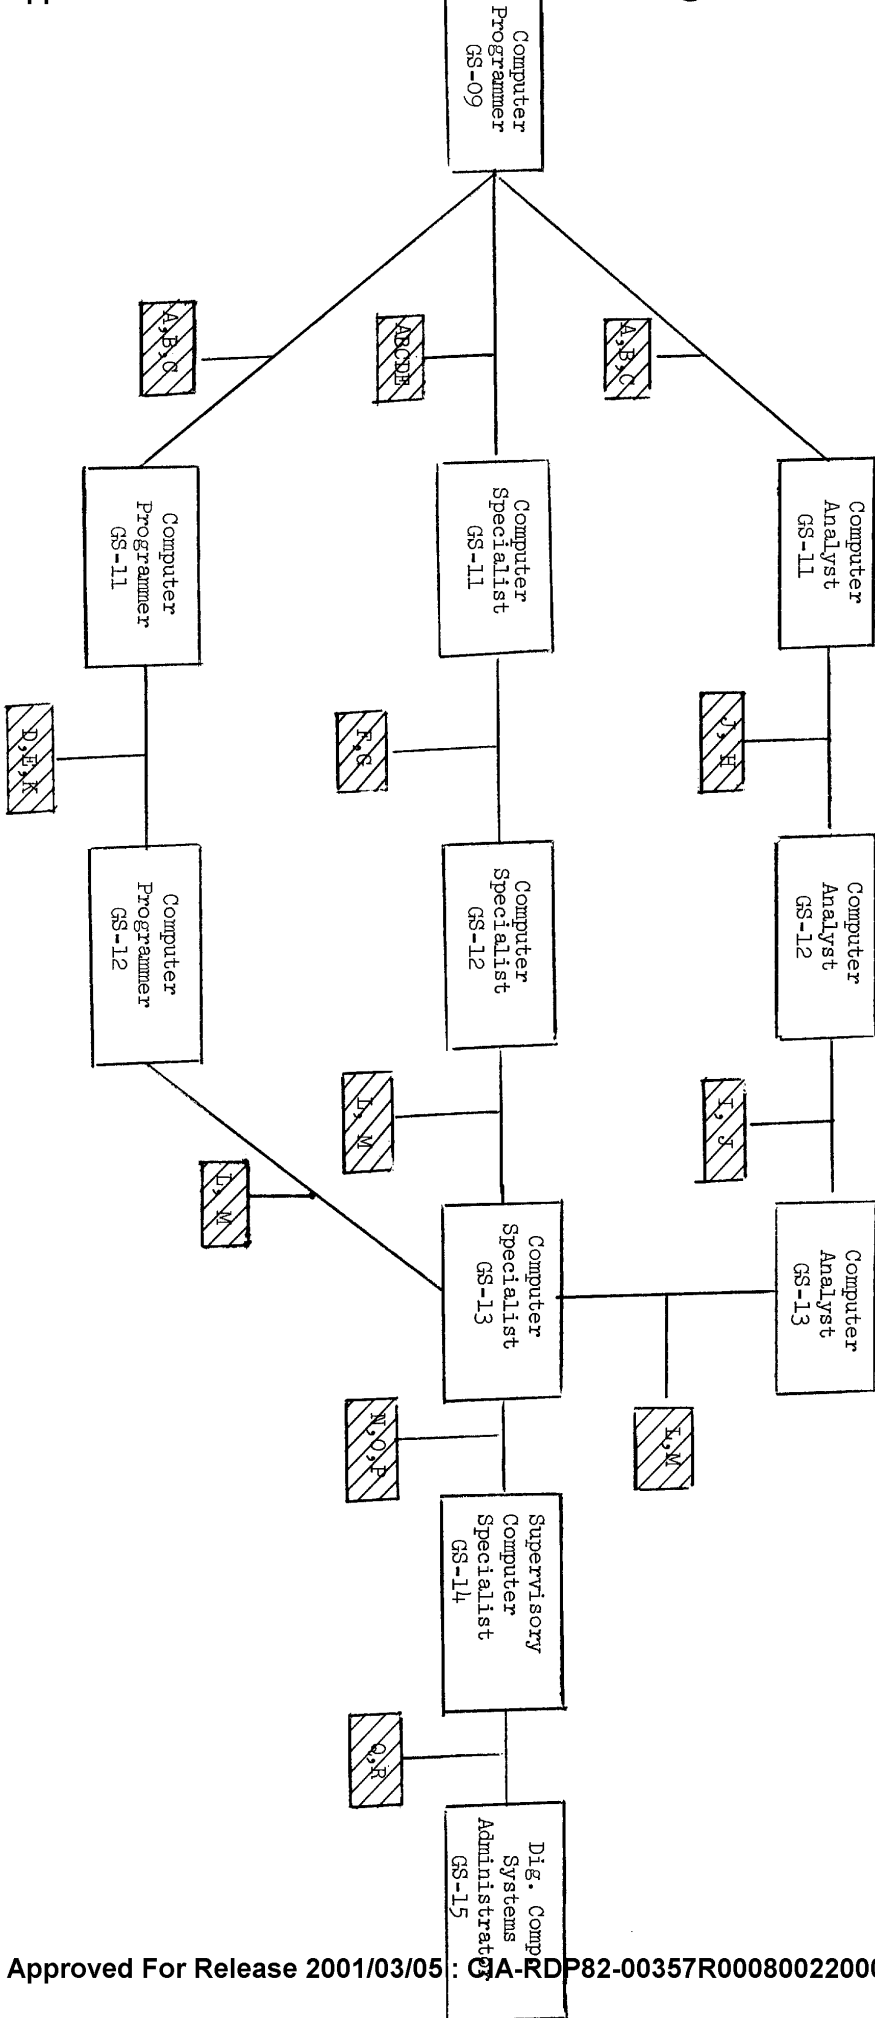 Computer
Programmer
GS-09
A,B,C
ABCDE
A,B,C
Computer
Analyst
GS-11
Computer
Specialist
GS-11
Computer
Programmer
GS-11
J,H
F,G
D,E,K
Computer
Analyst
GS-12
Computer
Specialist
GS-12
Computer
Programmer
GS-12
I,J
L,M
L,M
Computer
Analyst
GS-13
Computer
Specialist
GS-13
L,M
N,O,P
Supervisory
Computer
Specialist
GS-14
Q,R
Dig. Comp
Systems
Administrator
GS-15
Approved For Release 2001/03/05 : CIA-RDP82-00357R00080022000